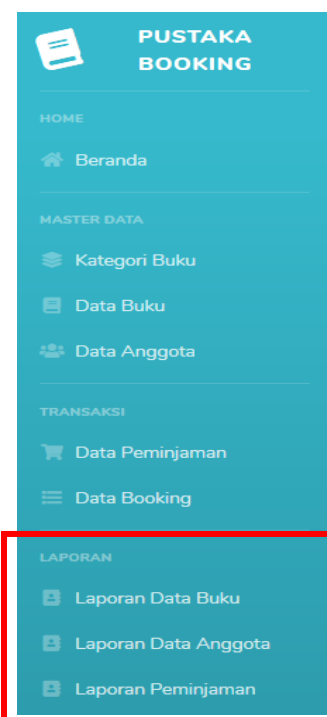 PUSTAKA
BOOKING
HOME
Beranda
MASTER DATA
Kategori Buku
Data Buku
Data Anggota
TRANSAKSI
Data Peminjaman
Data Booking
LAPORAN
Laporan Data Buku
Laporan Data Anggota
Laporan Peminjaman